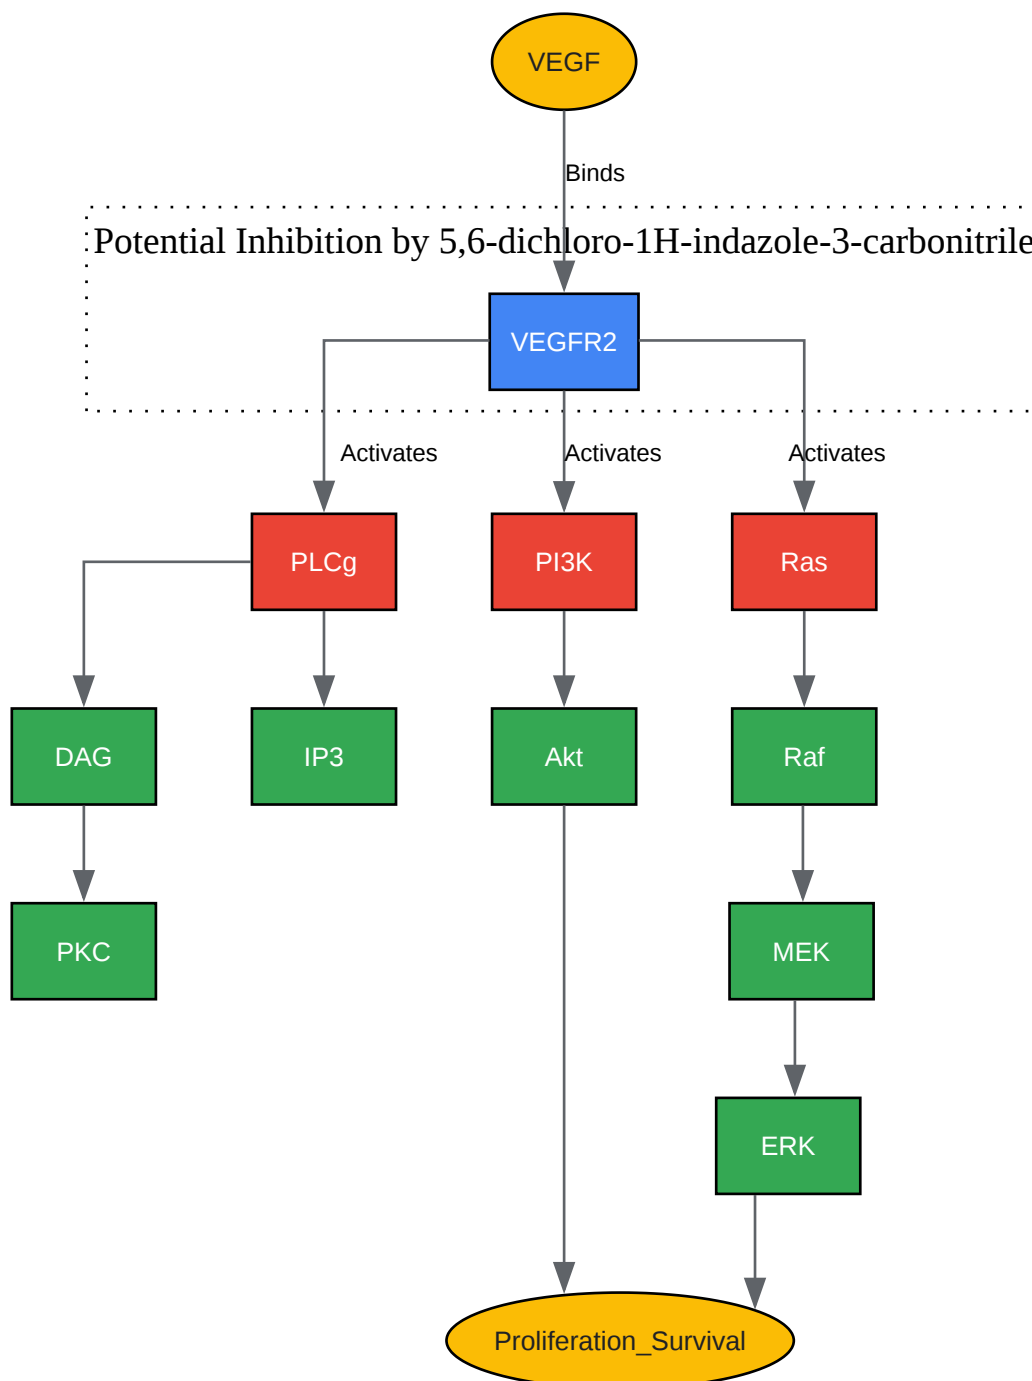 VEGF
Binds
Potential Inhibition by 5,6-dichloro-1H-indazole-3-carbonitrile
VEGFR2
Activates
Activates
Activates
PLCg
PI3K
Ras
DAG
IP3
Akt
Raf
PKC
MEK
ERK
Proliferation_Survival